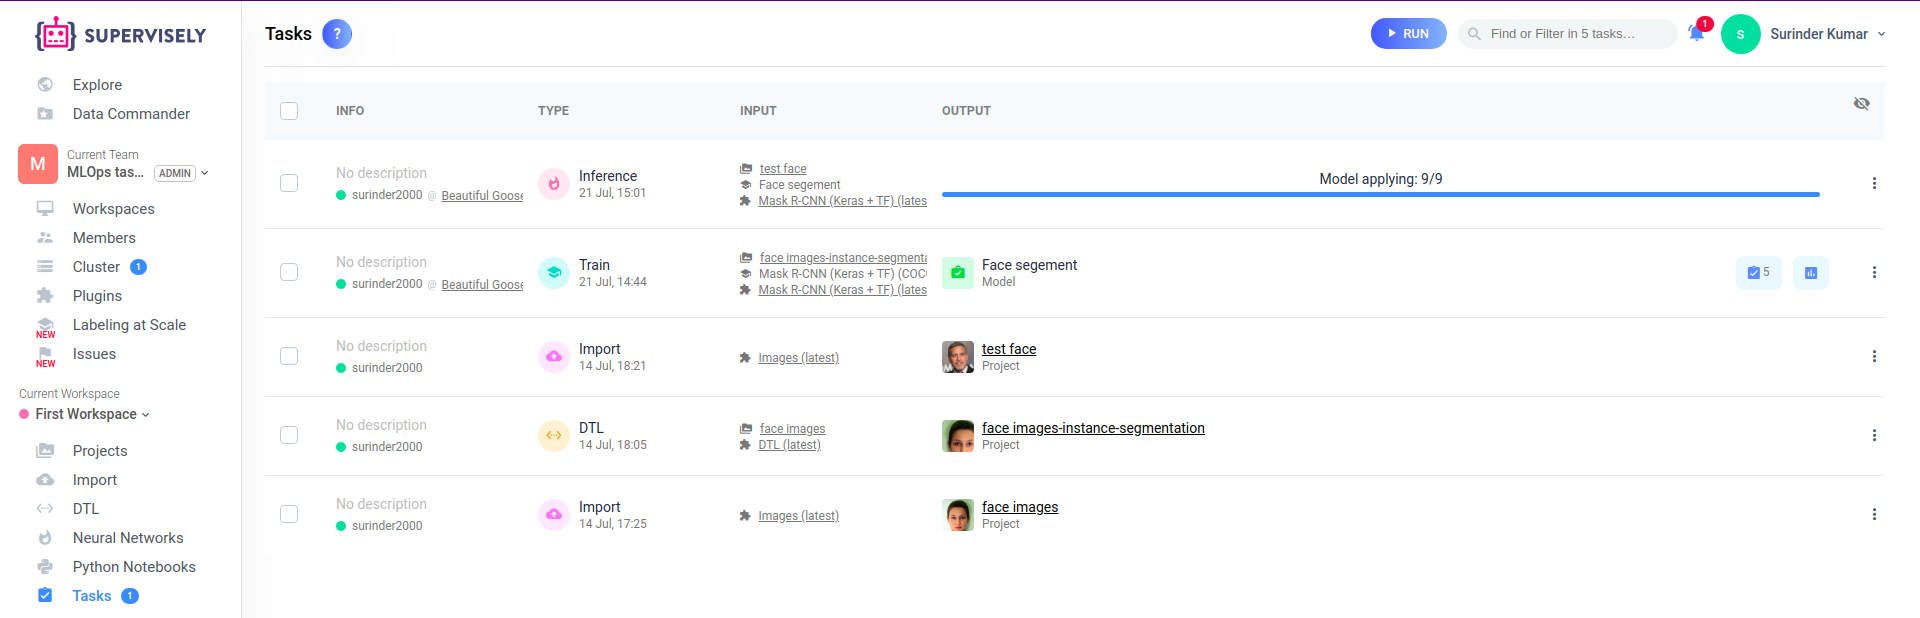 SUPERVISELY
Explore
Data Commander
M
Current Team
MLOps tas... ADMIN
Workspaces
Members
Cluster 1
Plugins
Labeling at Scale
NEW
Issues
NEW
Current Workspace
First Workspace
Projects
Import
DTL
Neural Networks
Python Notebooks
Tasks 1
Tasks ?
RUN
Find or Filter in 5 tasks...
1
S
Surinder Kumar
INFO TYPE INPUT OUTPUT
No description
surinder2000 @ Beautiful Goose
Inference
21 Jul, 15:01
test face
Face segement
Mask R-CNN (Keras + TF) (lates
Model applying: 9/9
No description
surinder2000 @ Beautiful Goose
Train
21 Jul, 14:44
face images-instance-segmenta
Mask R-CNN (Keras + TF) (COC
Mask R-CNN (Keras + TF) (lates
Face segement
Model
5
No description
surinder2000
Import
14 Jul, 18:21
Images (latest)
test face
Project
No description
surinder2000
DTL
14 Jul, 18:05
face images
DTL (latest)
face images-instance-segmentation
Project
No description
surinder2000
Import
14 Jul, 17:25
Images (latest)
face images
Project